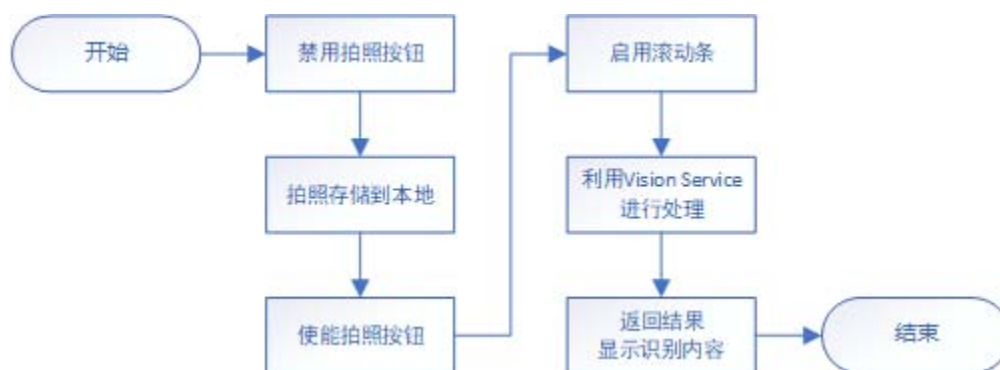 开始
禁用拍照按钮
拍照存储到本地
使能拍照按钮
启用滚动条
利用Vision Service
进行处理
返回结果
显示识别内容
结束